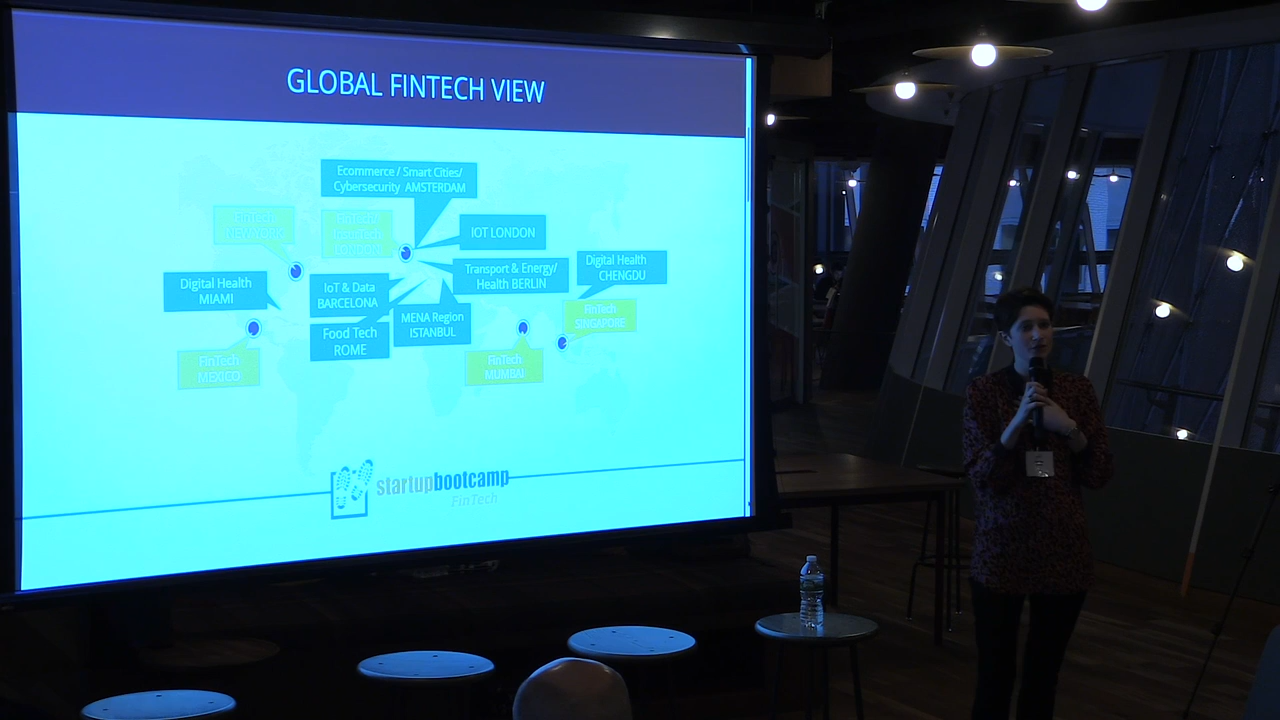 GLOBAL FINTECH VIEW
Ecommerce / Smart Cities/
Cybersecurity AMSTERDAM
FinTech
NEW YORK
FinTech
InsurTech
LONDON
IOT LONDON
Transport & Energy/
Health BERLIN
Digital Health
CHENGDU
Digital Health
MIAMI
IoT & Data
BARCELONA
MENA Region
ISTANBUL
FinTech
SINGAPORE
Food Tech
ROME
FinTech
MEXICO
FinTech
MUMBAI
startupbootcamp
FinTech